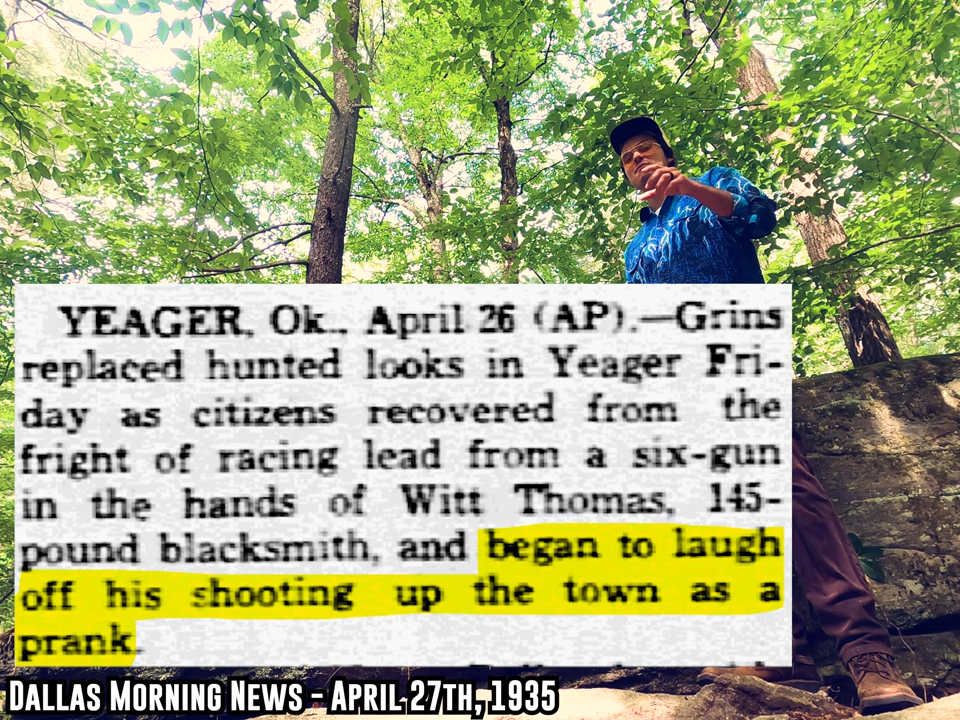 YEAGER, Ok., April 26 (AP).—Grins
replaced hunted looks in Yeager Fri-
day as citizens recovered from the
fright of racing lead from a six-gun
in the hands of Witt Thomas, 145-
pound blacksmith, and began to laugh
off his shooting up the town as a
prank.
DALLAS MORNING NEWS - APRIL 27TH, 1935